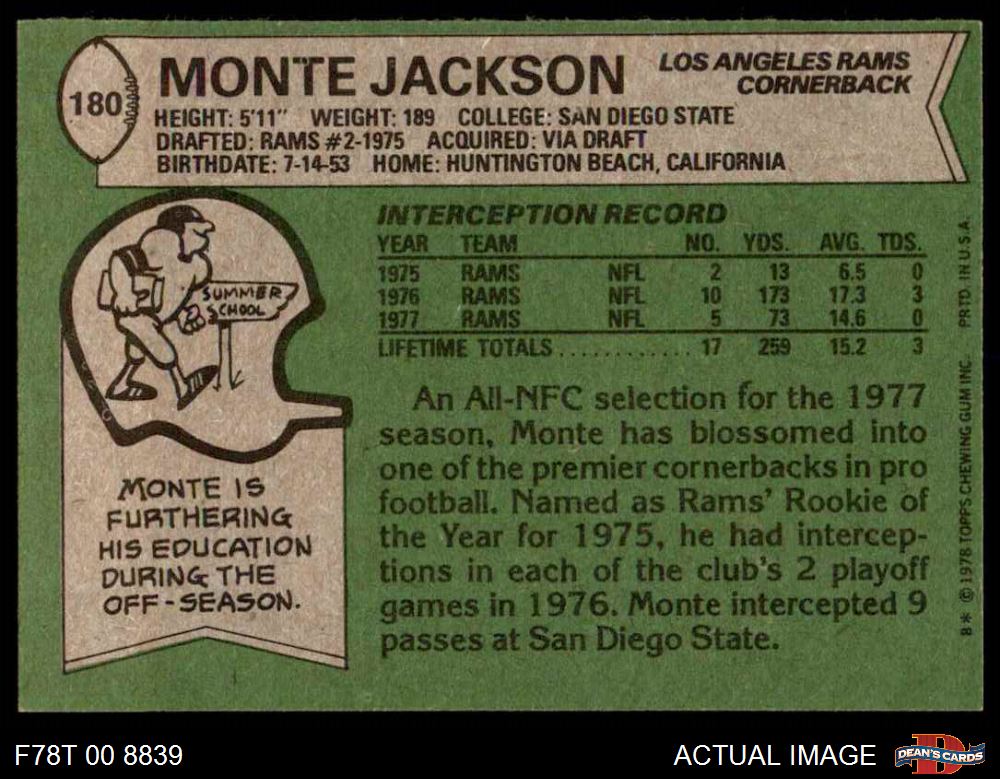 180
MONTE JACKSON
LOS ANGELES RAMS
CORNERBACK
HEIGHT: 5'11" WEIGHT: 189 COLLEGE: SAN DIEGO STATE
DRAFTED: RAMS #2-1975 ACQUIRED: VIA DRAFT
BIRTHDATE: 7-14-53 HOME: HUNTINGTON BEACH, CALIFORNIA
SUMMER
SCHOOL
MONTE IS
FURTHERING
HIS EDUCATION
DURING THE
OFF-SEASON.
INTERCEPTION RECORD
YEAR TEAM NO. YDS. AVG. TDS.
1975 RAMS NFL 2 13 6.5 0
1976 RAMS NFL 10 173 17.3 3
1977 RAMS NFL 5 73 14.6 0
LIFETIME TOTALS............ 17 259 15.2 3
An All-NFC selection for the 1977
season, Monte has blossomed into
one of the premier cornerbacks in pro
football. Named as Rams' Rookie of
the Year for 1975, he had intercep-
tions in each of the club's 2 playoff
games in 1976. Monte intercepted 9
passes at San Diego State.
8* © 1978 TOPPS CHEWING GUM INC. PRTD. IN U.S.A.
F78T 00 8839
ACTUAL IMAGE
DEAN'S CARDS